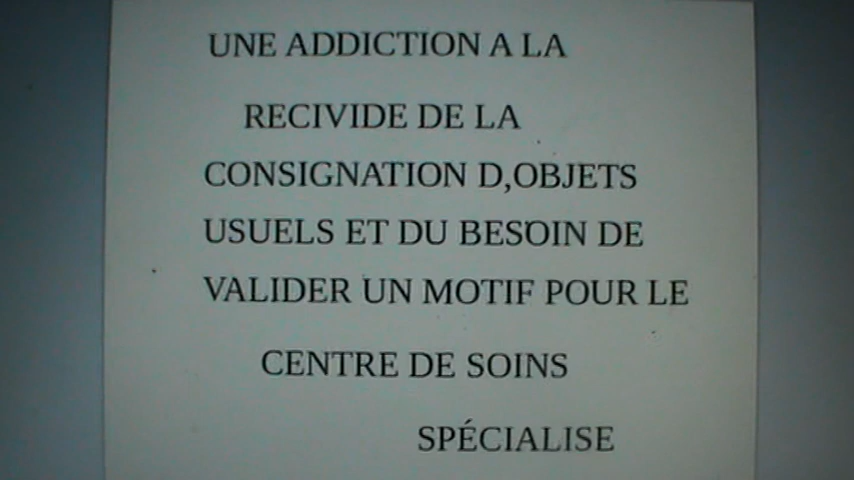 UNE ADDICTION A LA
RECIVIDE DE LA
CONSIGNATION D,OBJETS
USUELS ET DU BESOIN DE
VALIDER UN MOTIF POUR LE
CENTRE DE SOINS
SPÉCIALISE